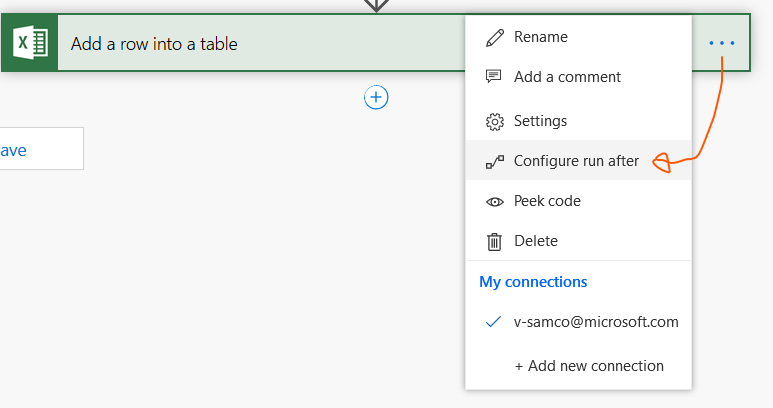 Add a row into a table
...
Rename
Add a comment
Settings
Configure run after
Peek code
Delete
My connections
v-samco@microsoft.com
+ Add new connection
ave